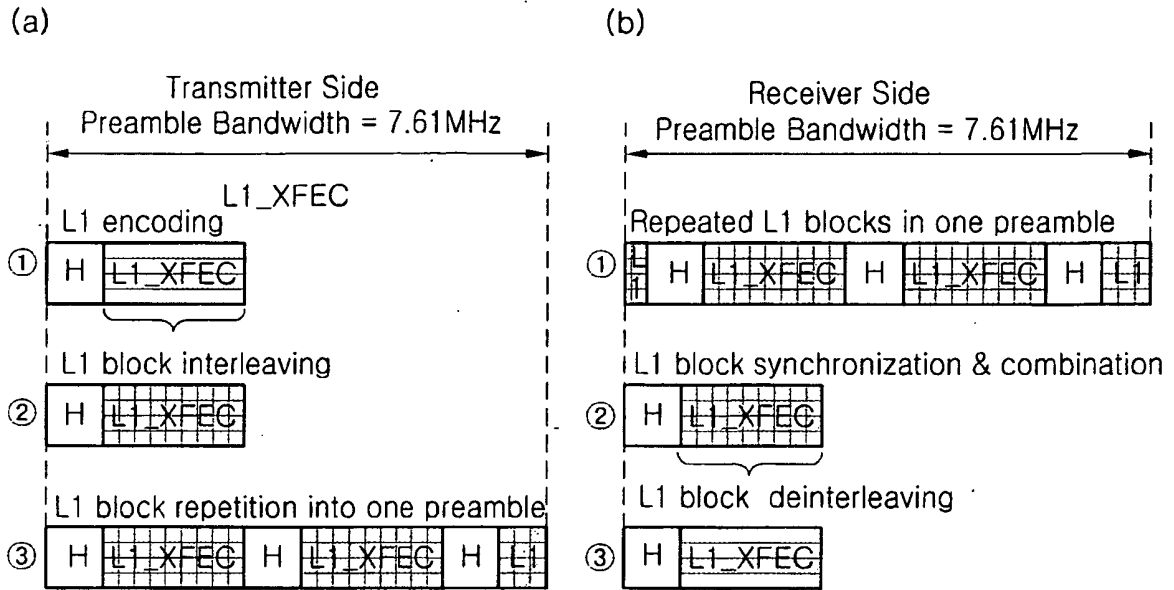 (a)
Transmitter Side
Preamble Bandwidth = 7.61MHz
L1_XFEC
L1 encoding
① H L1_XFEC
L1 block interleaving
② H L1_XFEC
L1 block repetition into one preamble
③ H L1_XFEC H L1_XFEC H L1
(b)
Receiver Side
Preamble Bandwidth = 7.61MHz
Repeated L1 blocks in one preamble
① L1 H L1_XFEC H L1_XFEC H L1
L1 block synchronization & combination
② H L1_XFEC
L1 block deinterleaving
③ H L1_XFEC